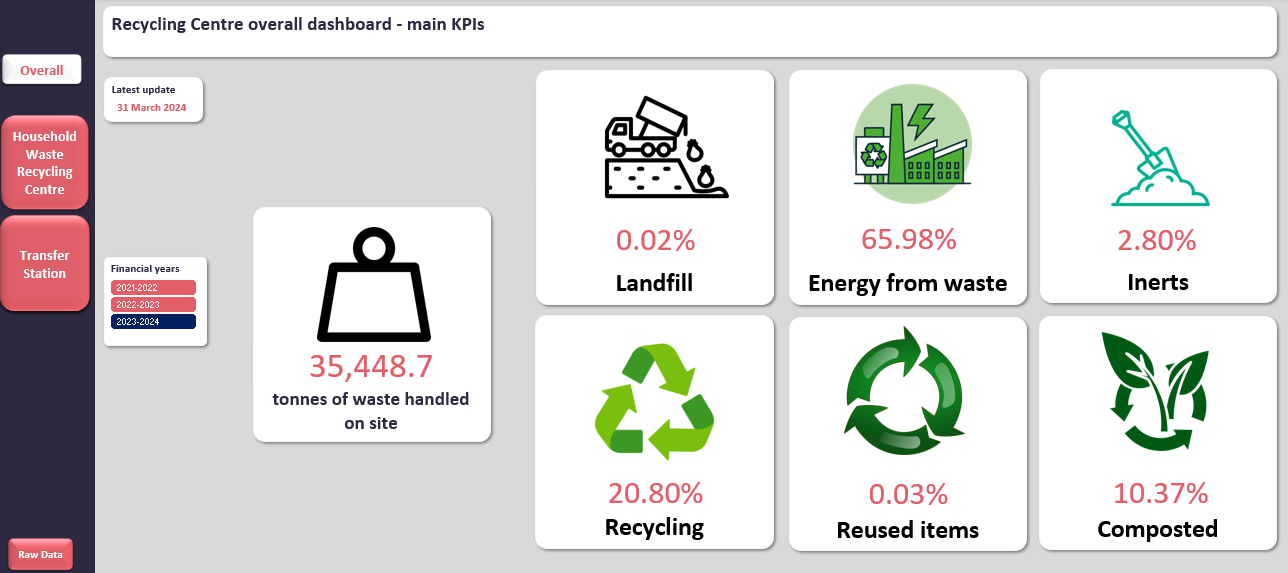 Recycling Centre overall dashboard - main KPIs
Overall
Household
Waste
Recycling
Centre
Transfer
Station
Raw Data
Latest update
31 March 2024
Financial years
2021-2022
2022-2023
2023-2024
35,448.7
tonnes of waste handled
on site
0.02%
Landfill
65.98%
Energy from waste
2.80%
Inerts
20.80%
Recycling
0.03%
Reused items
10.37%
Composted